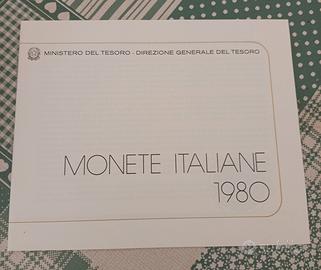 MINISTERO DEL TESORO - DIREZIONE GENERALE DEL TESORO
MONETE ITALIANE
1980